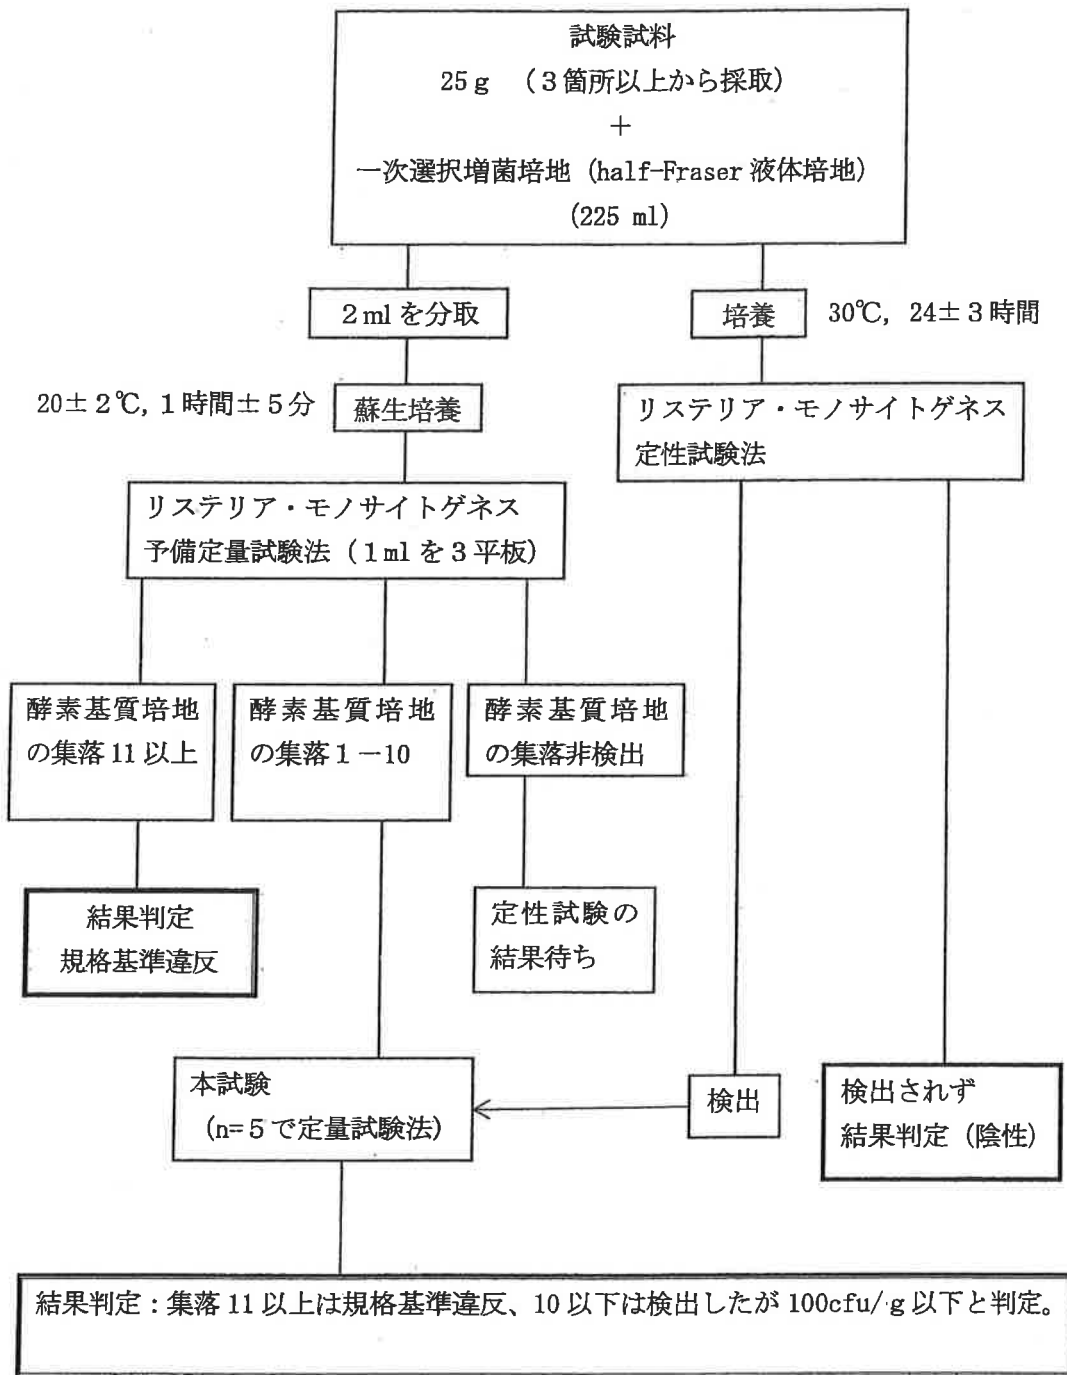 試験試料
25g （3箇所以上から採取）
＋
一次選択増菌培地（half-Fraser 液体培地）
(225 ml)
2mlを分取
培養
30℃, 24±3時間
20±2℃, 1時間±5分
蘇生培養
リステリア・モノサイトゲネス
定性試験法
リステリア・モノサイトゲネス
予備定量試験法（1mlを3平板）
酵素基質培地
の集落11以上
酵素基質培地
の集落1－10
酵素基質培地
の集落非検出
結果判定
規格基準違反
定性試験の
結果待ち
本試験
(n=5で定量試験法)
検出
検出されず
結果判定（陰性）
結果判定：集落11以上は規格基準違反、10以下は検出したが100cfu/g以下と判定。